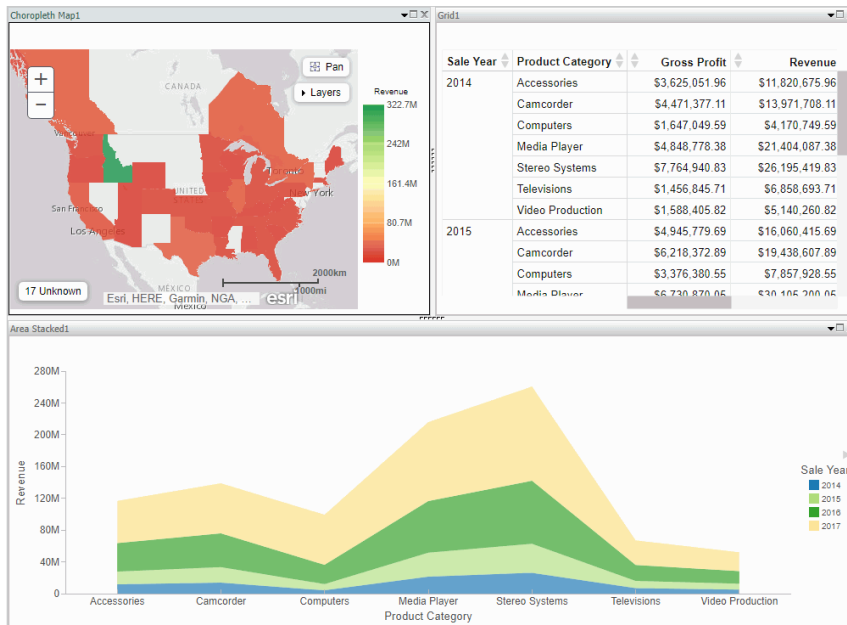 Choropleth Map1
+
−
Pan
Layers
CANADA
Vancouver
Toronto
UNITED
STATES
New York
San Francisco
Los Angeles
MÉXICO
Mexico
2000km
1000mi
17 Unknown
Esri, HERE, Garmin, NGA, ...
esri
Revenue
322.7M
242M
161.4M
80.7M
0M
Grid1
Sale Year Product Category Gross Profit Revenue
2014 Accessories $3,625,051.96 $11,820,675.96
Camcorder $4,471,377.11 $13,971,708.11
Computers $1,647,049.59 $4,170,749.59
Media Player $4,848,778.38 $21,404,087.38
Stereo Systems $7,764,940.83 $26,195,419.83
Televisions $1,456,845.71 $6,858,693.71
Video Production $1,588,405.82 $5,140,260.82
2015 Accessories $4,945,779.69 $16,060,415.69
Camcorder $6,218,372.89 $19,438,607.89
Computers $3,376,380.55 $7,857,928.55
Media Player
Area Stacked1
280M
240M
200M
160M
120M
80M
40M
0
Revenue
Accessories Camcorder Computers Media Player Stereo Systems Televisions Video Production
Product Category
Sale Year
2014
2015
2016
2017